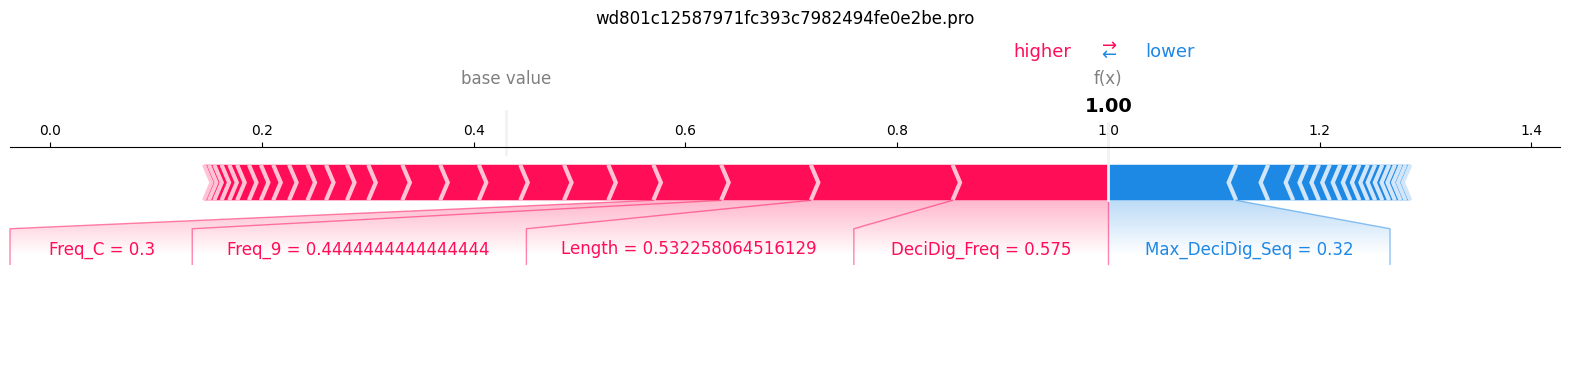 wd801c12587971fc393c7982494fe0e2be.pro
higher ⇄ lower
base value f(x)
1.00
0.0 0.2 0.4 0.6 0.8 1 0 1.2 1.4
Freq_C = 0.3 Freq_9 = 0.4444444444444444 Length = 0.532258064516129 DeciDig_Freq = 0.575 Max_DeciDig_Seq = 0.32